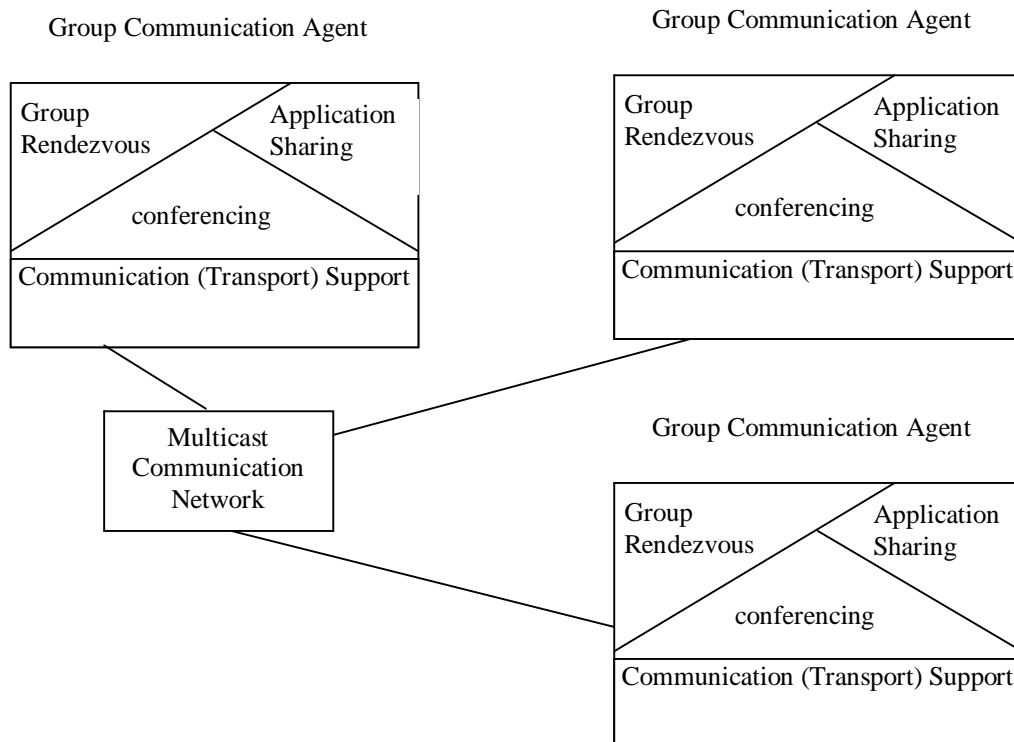 Group Communication Agent
Group
Rendezvous
Application
Sharing
conferencing
Communication (Transport) Support
Group Communication Agent
Group
Rendezvous
Application
Sharing
conferencing
Communication (Transport) Support
Multicast
Communication
Network
Group Communication Agent
Group
Rendezvous
Application
Sharing
conferencing
Communication (Transport) Support